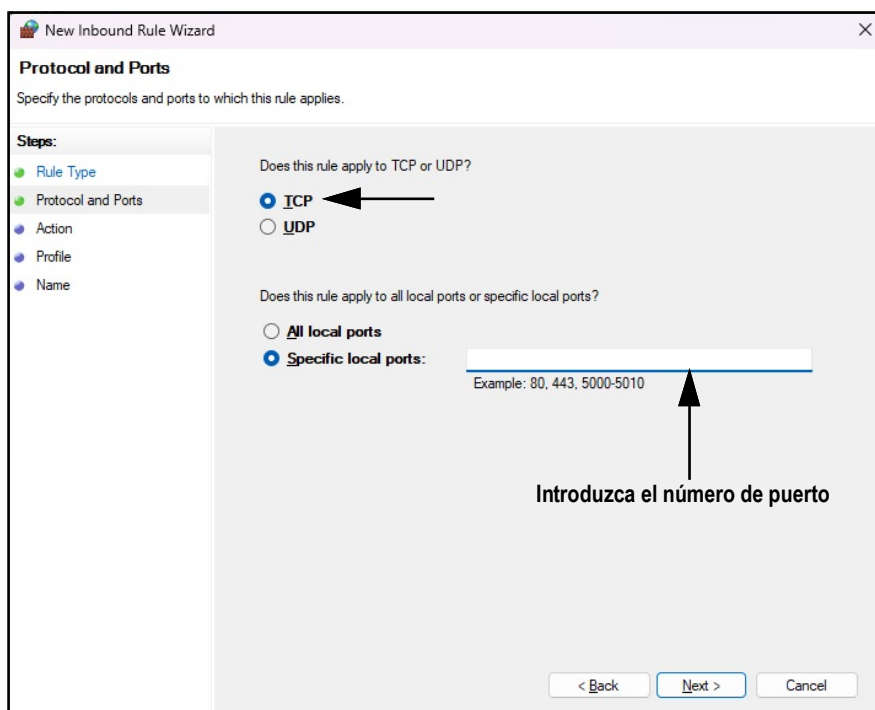 New Inbound Rule Wizard
Protocol and Ports
Specify the protocols and ports to which this rule applies.
Steps:
Rule Type
Protocol and Ports
Action
Profile
Name
Does this rule apply to TCP or UDP?
TCP
UDP
Does this rule apply to all local ports or specific local ports?
All local ports
Specific local ports:
Example: 80, 443, 5000-5010
Introduzca el número de puerto
< Back Next > Cancel